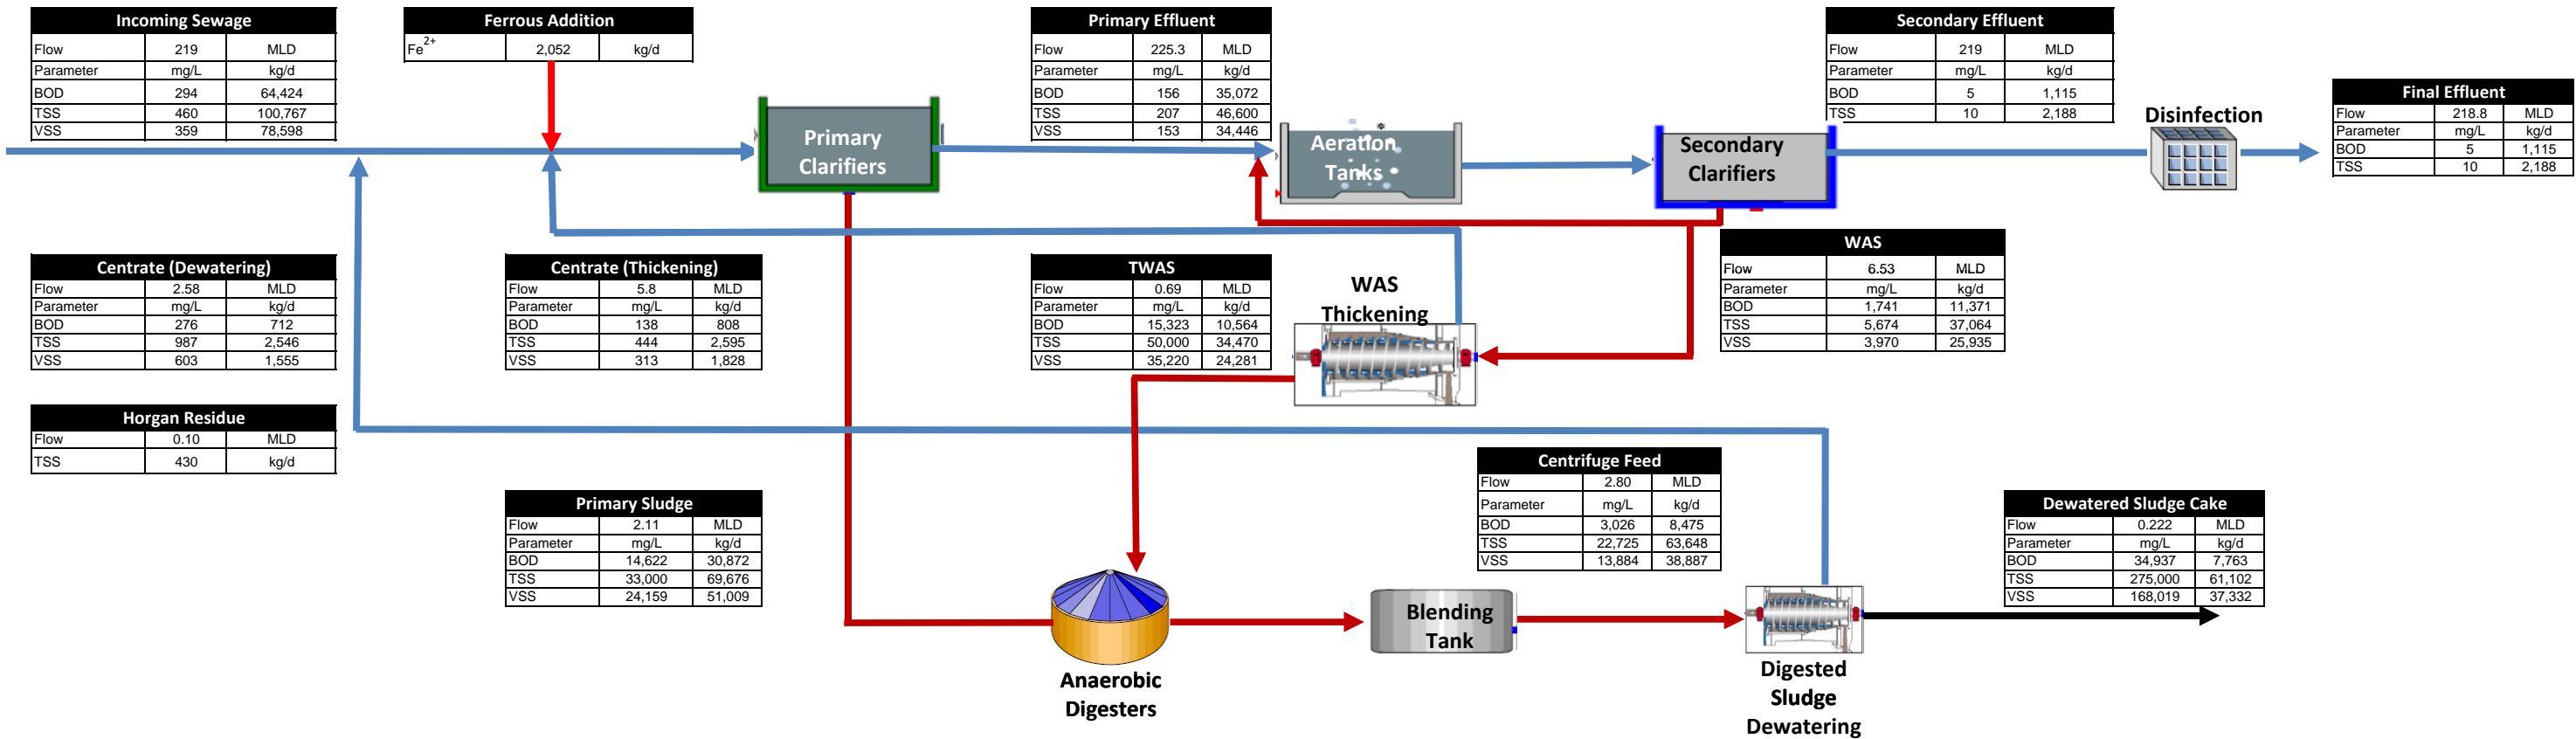 Incoming Sewage
Flow 219 MLD
Parameter mg/L kg/d
BOD 294 64,424
TSS 460 100,767
VSS 359 78,598
Ferrous Addition
Fe2+ 2,052 kg/d
Primary Effluent
Flow 225.3 MLD
Parameter mg/L kg/d
BOD 156 35,072
TSS 207 46,600
VSS 153 34,446
Secondary Effluent
Flow 219 MLD
Parameter mg/L kg/d
BOD 5 1,115
TSS 10 2,188
Final Effluent
Flow 218.8 MLD
Parameter mg/L kg/d
BOD 5 1,115
TSS 10 2,188
Primary
Clarifiers
Aeration
Tanks
Secondary
Clarifiers
Disinfection
Centrate (Dewatering)
Flow 2.58 MLD
Parameter mg/L kg/d
BOD 276 712
TSS 987 2,546
VSS 603 1,555
Centrate (Thickening)
Flow 5.8 MLD
Parameter mg/L kg/d
BOD 138 808
TSS 444 2,595
VSS 313 1,828
TWAS
Flow 0.69 MLD
Parameter mg/L kg/d
BOD 15,323 10,564
TSS 50,000 34,470
VSS 35,220 24,281
WAS
Thickening
WAS
Flow 6.53 MLD
Parameter mg/L kg/d
BOD 1,741 11,371
TSS 5,674 37,064
VSS 3,970 25,935
Horgan Residue
Flow 0.10 MLD
TSS 430 kg/d
Primary Sludge
Flow 2.11 MLD
Parameter mg/L kg/d
BOD 14,622 30,872
TSS 33,000 69,676
VSS 24,159 51,009
Centrifuge Feed
Flow 2.80 MLD
Parameter mg/L kg/d
BOD 3,026 8,475
TSS 22,725 63,648
VSS 13,884 38,887
Dewatered Sludge Cake
Flow 0.222 MLD
Parameter mg/L kg/d
BOD 34,937 7,763
TSS 275,000 61,102
VSS 168,019 37,332
Anaerobic
Digesters
Blending
Tank
Digested
Sludge
Dewatering